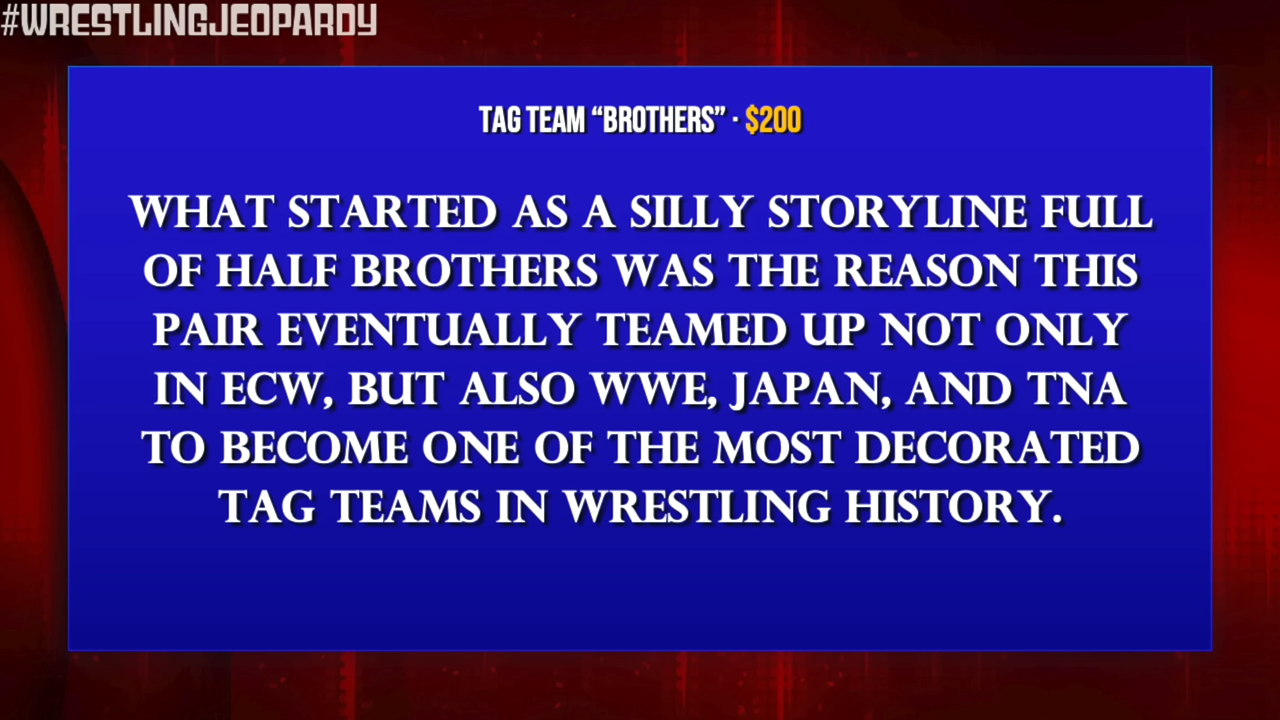 #WRESTLINGJEOPARDY
TAG TEAM “BROTHERS” · $200
WHAT STARTED AS A SILLY STORYLINE FULL
OF HALF BROTHERS WAS THE REASON THIS
PAIR EVENTUALLY TEAMED UP NOT ONLY
IN ECW, BUT ALSO WWE, JAPAN, AND TNA
TO BECOME ONE OF THE MOST DECORATED
TAG TEAMS IN WRESTLING HISTORY.